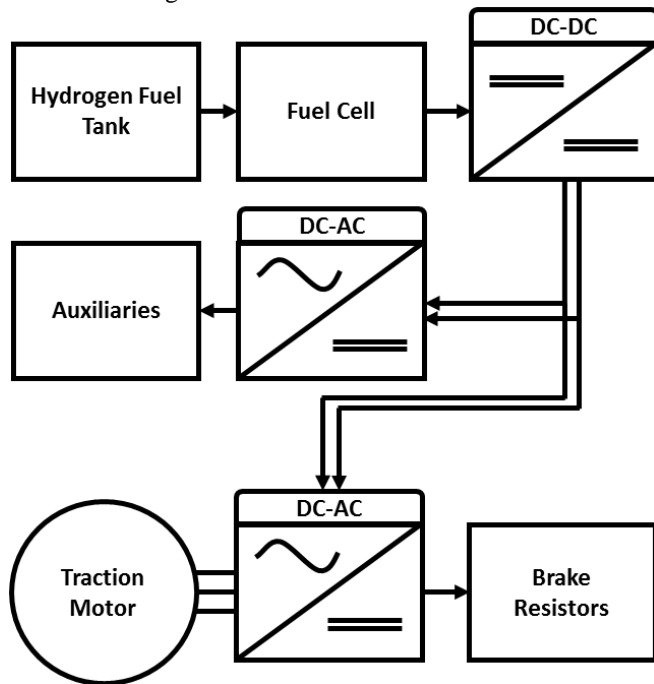 DC-DC
Hydrogen Fuel
Tank
Fuel Cell
DC-AC
Auxiliaries
DC-AC
Traction
Motor
Brake
Resistors